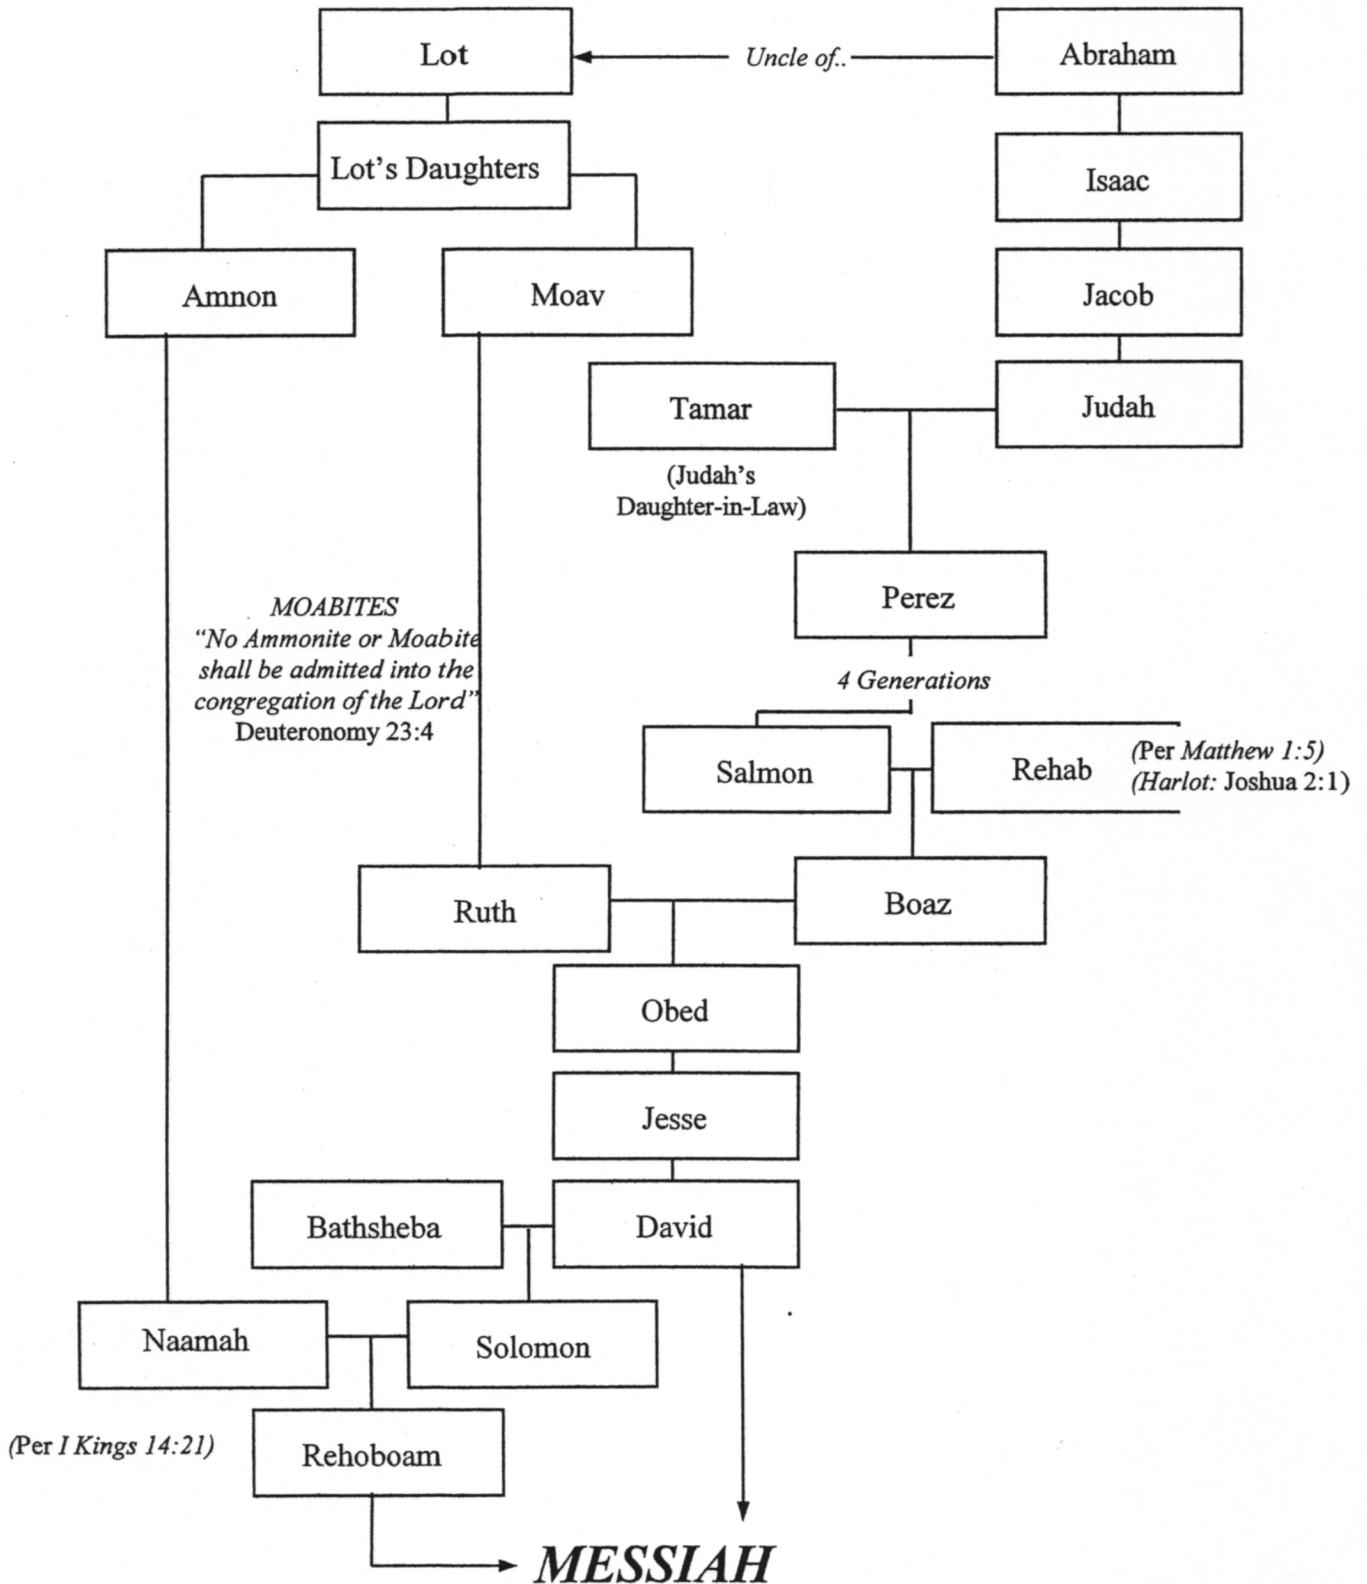 Lot
Uncle of..
Abraham
Lot's Daughters
Isaac
Amnon
Moav
Jacob
Tamar
Judah
(Judah's
Daughter-in-Law)
Perez
MOABITES
"No Ammonite or Moabite
shall be admitted into the
congregation of the Lord"
Deuteronomy 23:4
4 Generations
Salmon
Rehab
(Per Matthew 1:5)
(Harlot: Joshua 2:1)
Ruth
Boaz
Obed
Jesse
Bathsheba
David
Naamah
Solomon
(Per I Kings 14:21)
Rehoboam
MESSIAH